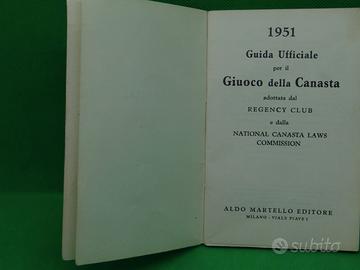 1951
Guida Ufficiale
per il
Giuoco della Canasta
adottata dal
REGENCY CLUB
e dalla
NATIONAL CANASTA LAWS
COMMISSION
ALDO MARTELLO EDITORE
MILANO - VIALE PIAVE 1
subito